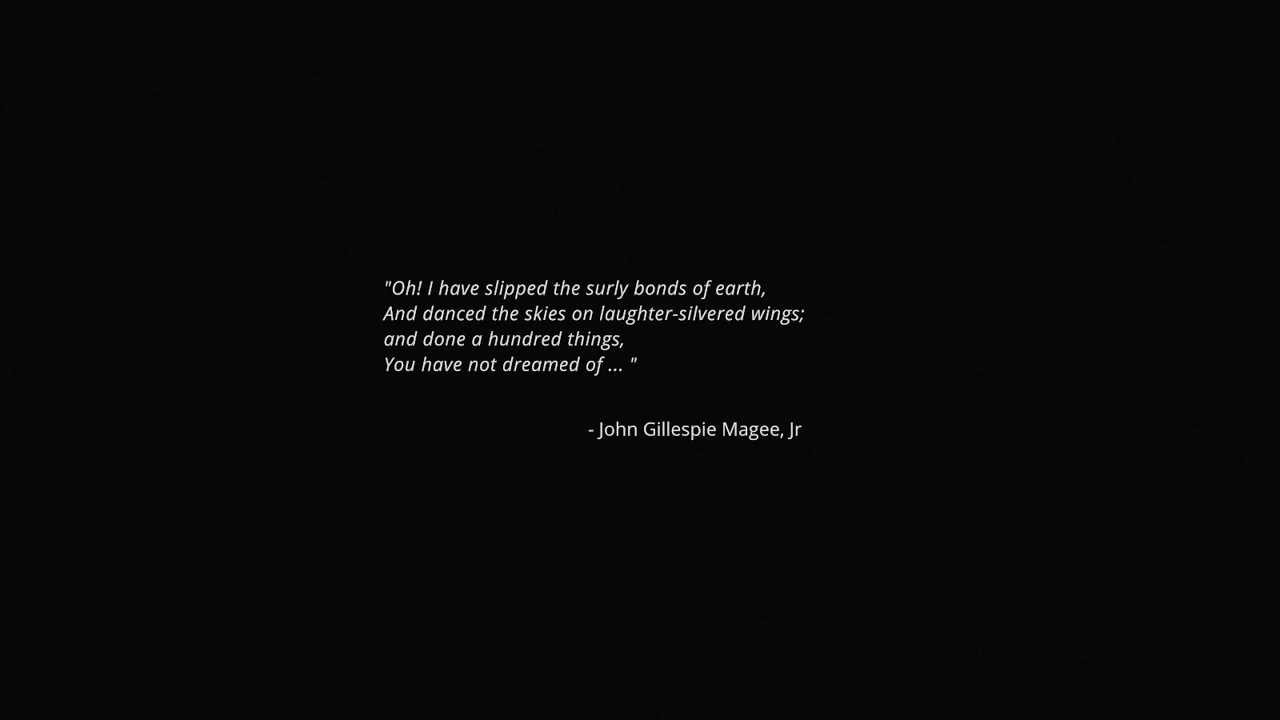 "Oh! I have slipped the surly bonds of earth,
And danced the skies on laughter-silvered wings;
and done a hundred things,
You have not dreamed of ... "
- John Gillespie Magee, Jr